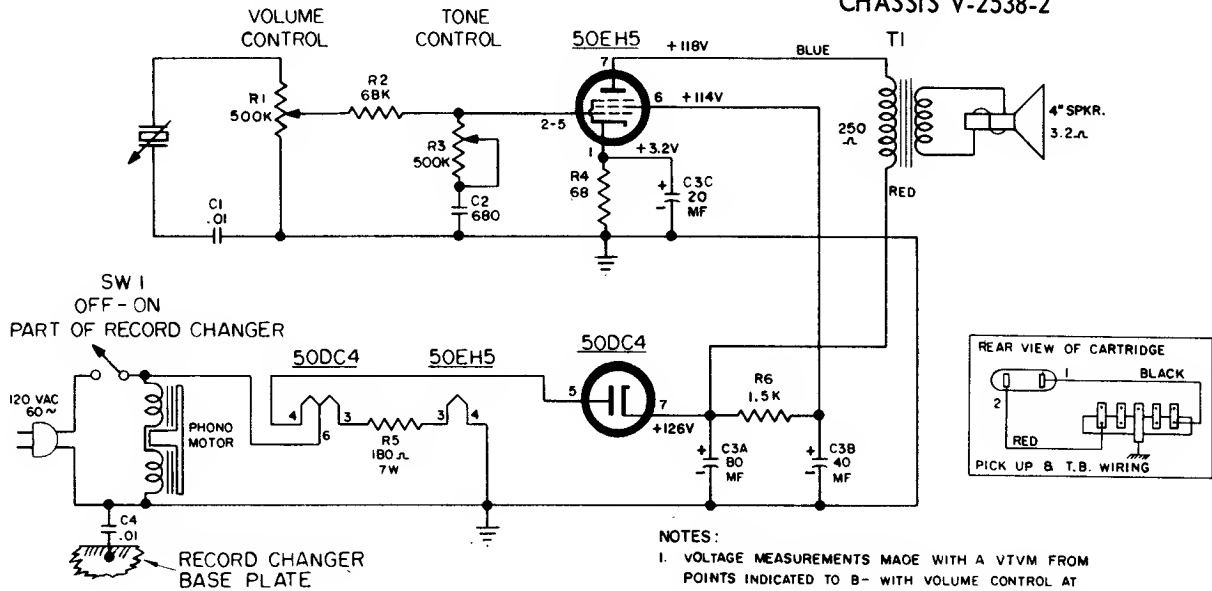 CHASSIS V-2538-2
VOLUME
CONTROL
TONE
CONTROL
50EH5
+118V
BLUE
T1
7
R1
500K
R2
68K
6
+114V
2-5
R3
500K
1
+3.2V
250
Ω
4" SPKR.
3.2Ω
R4
68
C3C
20
MF
+
-
RED
C1
.01
C2
680
SW 1
OFF-ON
PART OF RECORD CHANGER
50DC4
50EH5
50DC4
120 VAC
60~
PHONO
MOTOR
4
6
3
R5
180Ω
7W
3
4
5
7
+126V
R6
1.5K
+
-
C3A
80
MF
+
-
C3B
40
MF
C4
.01
RECORD CHANGER
BASE PLATE
REAR VIEW OF CARTRIDGE
1
BLACK
2
RED
PICK UP & T.B. WIRING
NOTES:
1. VOLTAGE MEASUREMENTS MADE WITH A VTVM FROM
POINTS INDICATED TO B- WITH VOLUME CONTROL AT